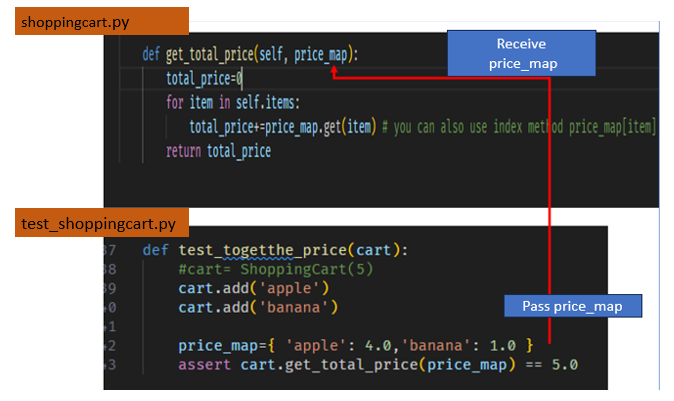 shoppingcart.py
Receive
price_map
def get_total_price(self, price_map):
total_price=0
for item in self.items:
total_price+=price_map.get(item) # you can also use index method price_map[item]
return total_price
test_shoppingcart.py
37 def test_togetthe_price(cart):
38 #cart= ShoppingCart(5)
39 cart.add('apple')
40 cart.add('banana')
41
Pass price_map
42 price_map={ 'apple': 4.0,'banana': 1.0 }
43 assert cart.get_total_price(price_map) == 5.0